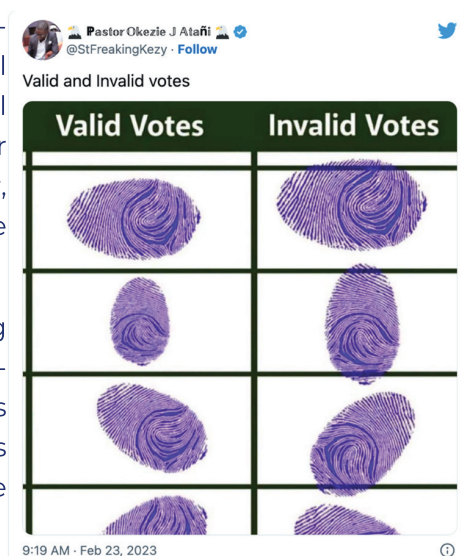 🏔️ 𝐏astor 𝕆kezie J 𝔸𝕥𝕒ñ𝕚 🏔️
@StFreakingKezy · Follow
Valid and Invalid votes
Valid Votes Invalid Votes
9:19 AM · Feb 23, 2023